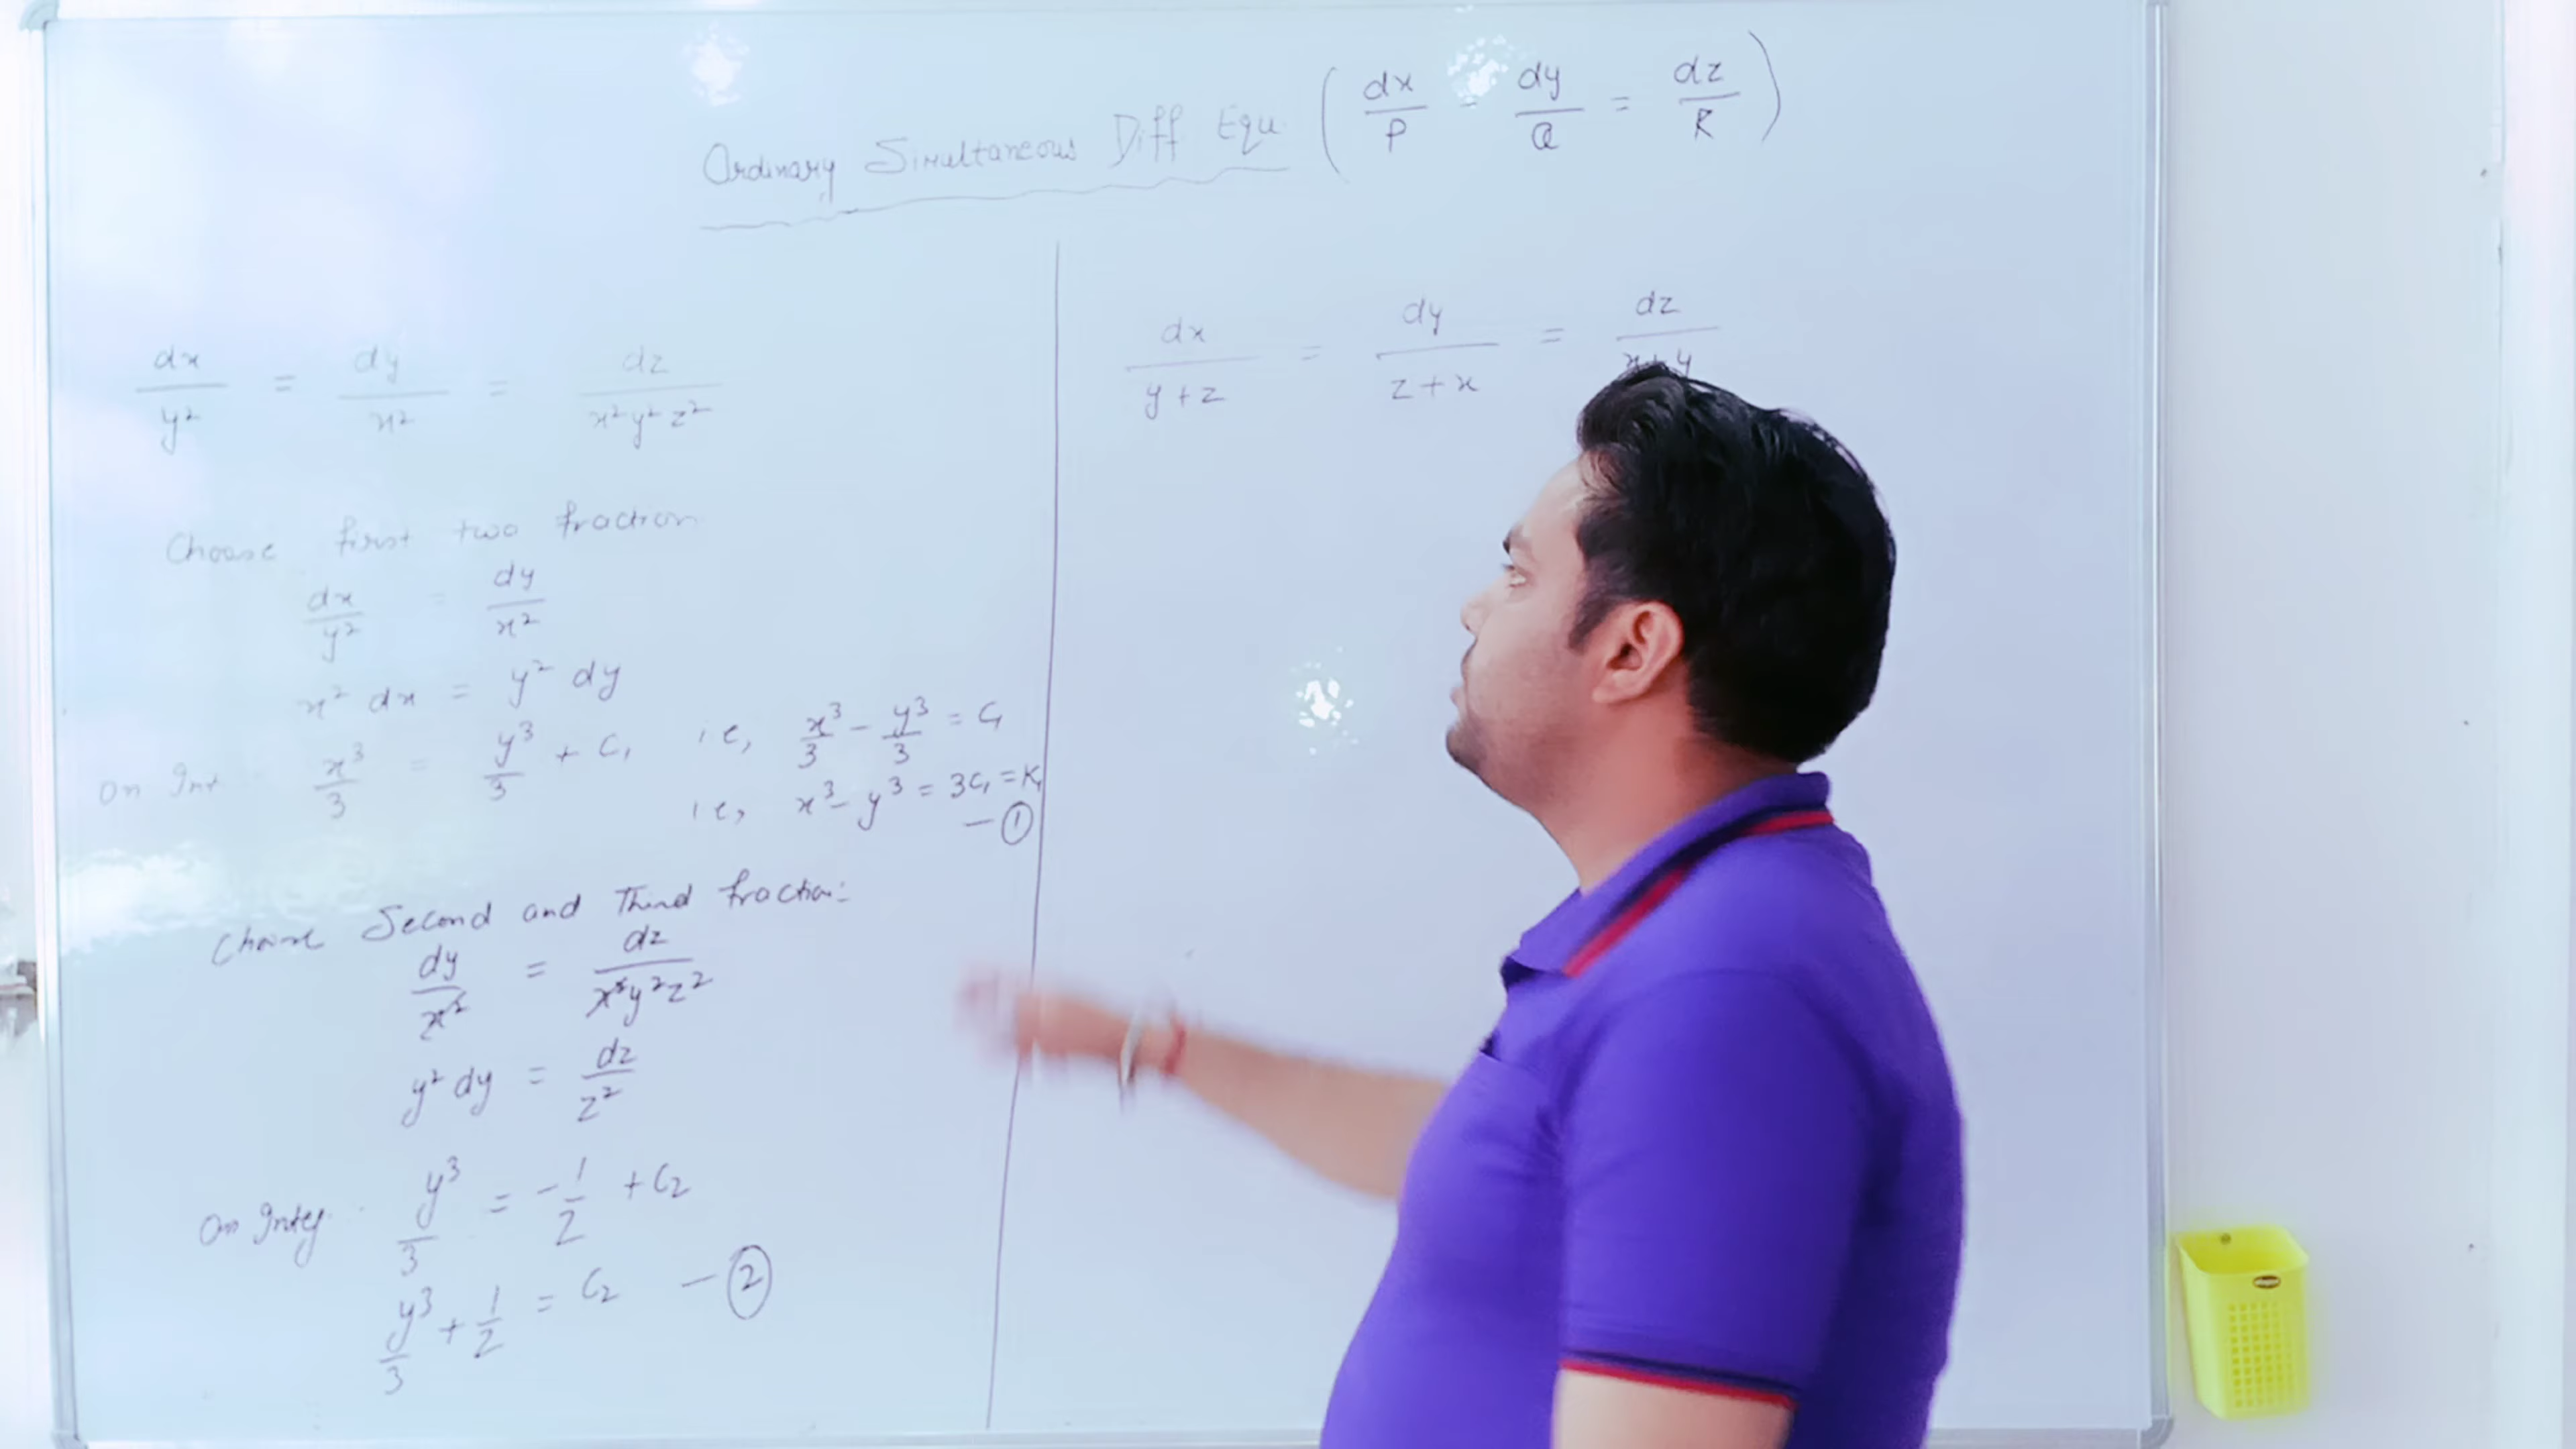 Ordinary Simultaneous Diff Equ. (dx/P = dy/Q = dz/R)
dx/y² = dy/x² = dz/x²y²z²
Choose first two fraction
dx/y² = dy/x²
x² dx = y² dy
On Int x³/3 = y³/3 + C₁ ie, x³/3 - y³/3 = C₁
ie, x³ - y³ = 3C₁ = K₁
- ①
Choose Second and Third fraction:
dy/x² = dz/x²y²z²
y² dy = dz/z²
On Integ. y³/3 = -1/z + C₂
y³/3 + 1/z = C₂ - ②
dx/y+z = dy/z+x = dz/x+y